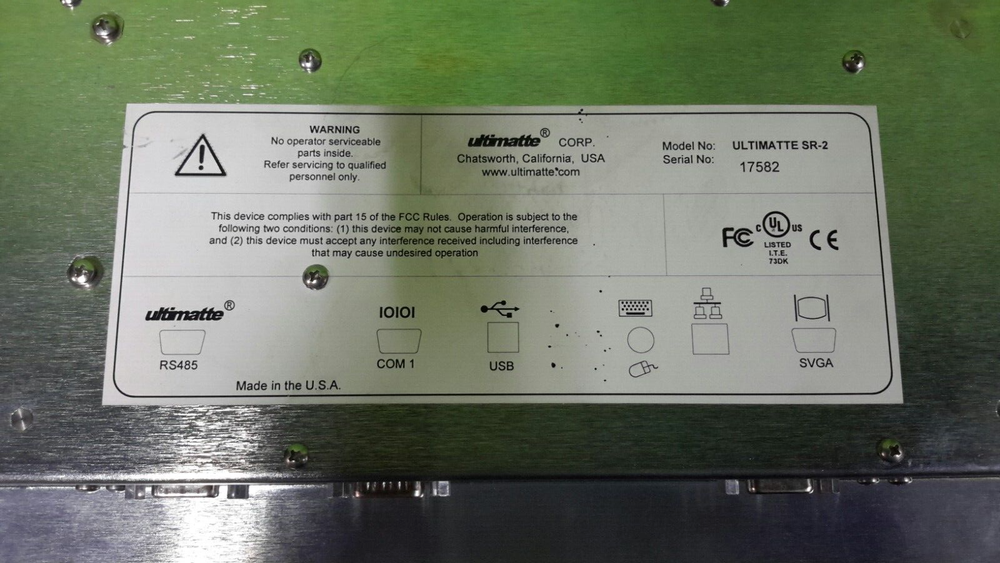 WARNING
No operator serviceable
parts inside.
Refer servicing to qualified
personnel only.
ultimatte® CORP.
Chatsworth, California, USA
www.ultimatte.com
Model No: ULTIMATTE SR-2
Serial No: 17582
This device complies with part 15 of the FCC Rules. Operation is subject to the
following two conditions: (1) this device may not cause harmful interference,
and (2) this device must accept any interference received including interference
that may cause undesired operation
FC c UL US CE
LISTED
I.T.E.
73DK
ultimatte®
RS485
IOIOI
COM 1
USB
SVGA
Made in the U.S.A.